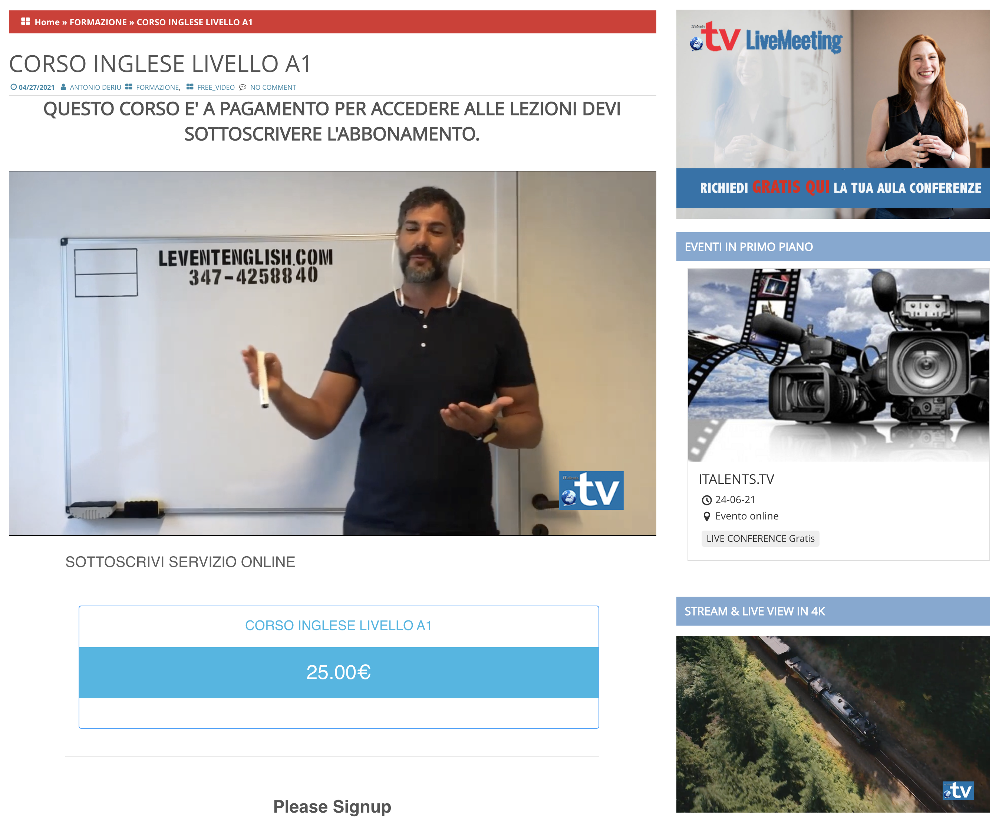 Home » FORMAZIONE » CORSO INGLESE LIVELLO A1
CORSO INGLESE LIVELLO A1
04/27/2021 ANTONIO DERIU FORMAZIONE, FREE_VIDEO NO COMMENT
QUESTO CORSO E' A PAGAMENTO PER ACCEDERE ALLE LEZIONI DEVI
SOTTOSCRIVERE L'ABBONAMENTO.
LEVENTENGLISH.COM
347-4258840
ITalents
.tv
SOTTOSCRIVI SERVIZIO ONLINE
CORSO INGLESE LIVELLO A1
25.00€
Please Signup
ITalents
.tv LiveMeeting
RICHIEDI GRATIS QUI LA TUA AULA CONFERENZE
EVENTI IN PRIMO PIANO
ITALENTS.TV
24-06-21
Evento online
LIVE CONFERENCE Gratis
STREAM & LIVE VIEW IN 4K
.tv